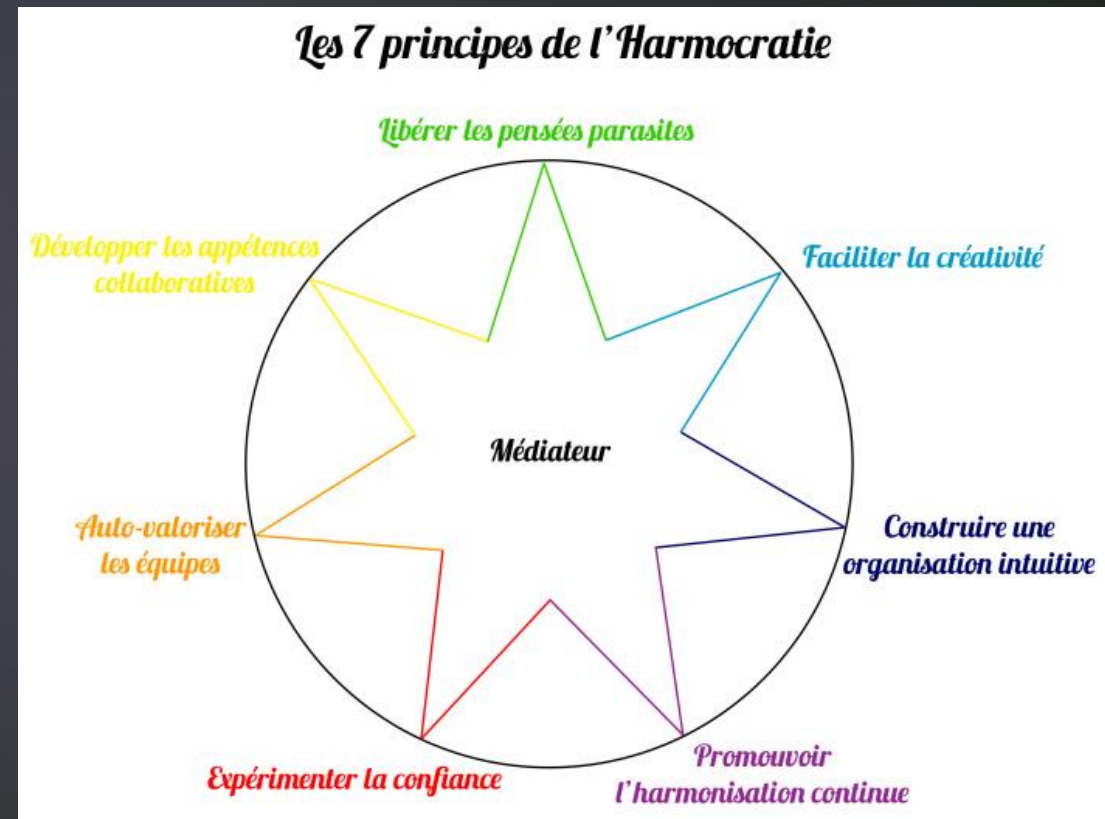 Les 7 principes de l'Harmocratie
Libérer les pensées parasites
Développer les appétences
collaboratives
Faciliter la créativité
Médiateur
Auto-valoriser
les équipes
Construire une
organisation intuitive
Expérimenter la confiance
Promouvoir
l'harmonisation continue